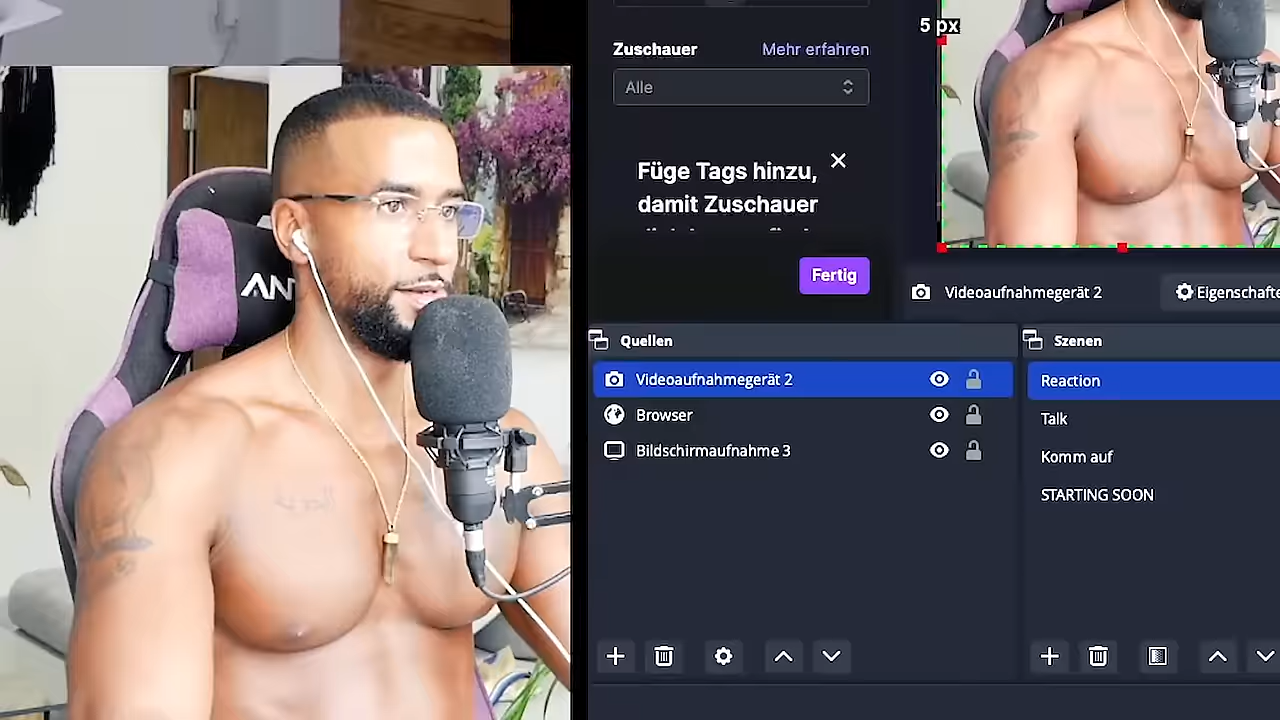 5 px
Zuschauer
Mehr erfahren
Alle
Füge Tags hinzu,
damit Zuschauer
Fertig
AN
Videoaufnahmegerät 2
Eigenschafte
Quellen
Szenen
Videoaufnahmegerät 2
Browser
Bildschirmaufnahme 3
Reaction
Talk
Komm auf
STARTING SOON